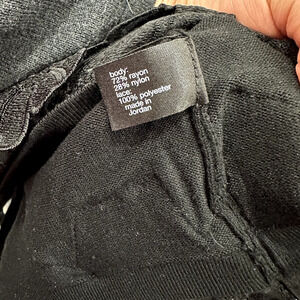 body:
72% rayon
28% nylon
lace:
100% polyester
made in
Jordan